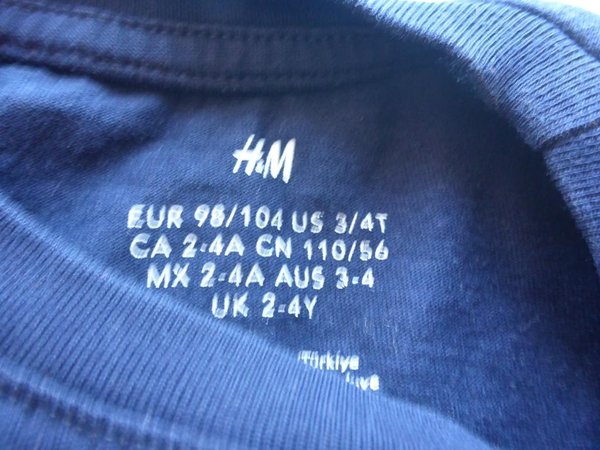 H&M
EUR 98/104 US 3/4T
CA 2-4A CN 110/56
MX 2-4A AUS 3-4
UK 2-4Y
Türkiye